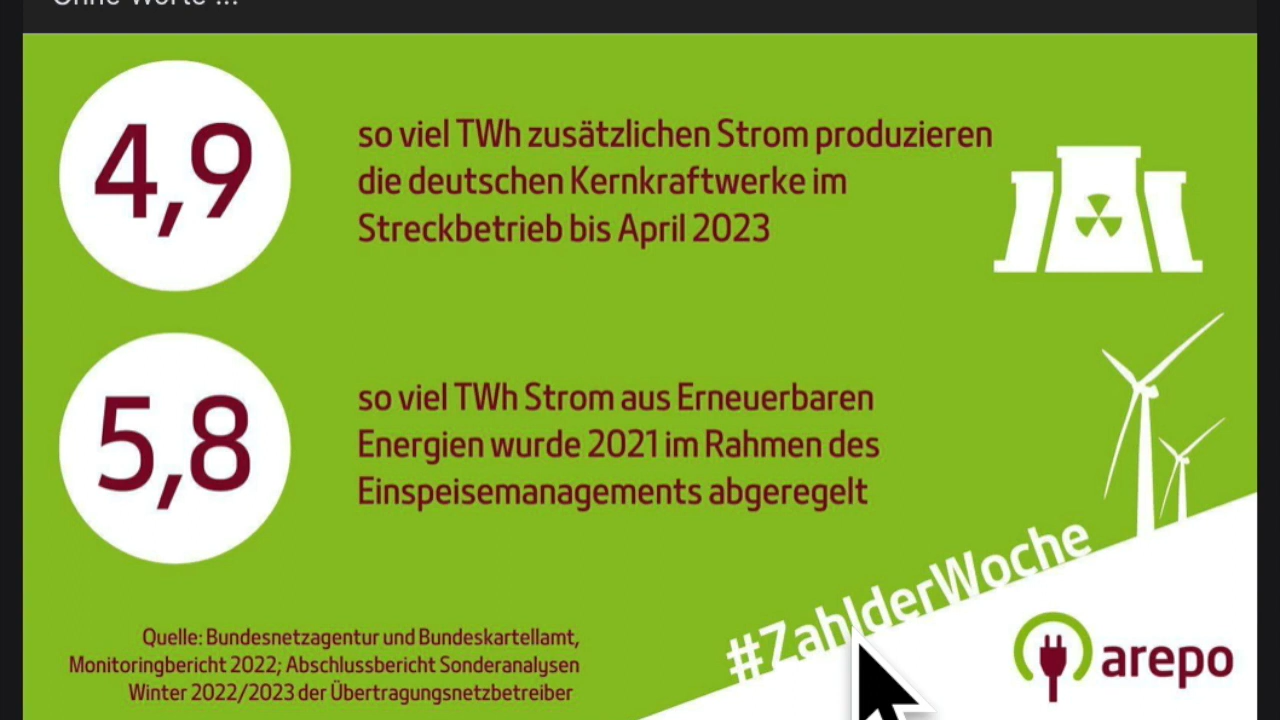 Ohne Worte ...
4,9
so viel TWh zusätzlichen Strom produzieren
die deutschen Kernkraftwerke im
Streckbetrieb bis April 2023
5,8
so viel TWh Strom aus Erneuerbaren
Energien wurde 2021 im Rahmen des
Einspeisemanagements abgeregelt
#ZahlderWoche
Quelle: Bundesnetzagentur und Bundeskartellamt,
Monitoringbericht 2022; Abschlussbericht Sonderanalysen
Winter 2022/2023 der Übertragungsnetzbetreiber
arepo